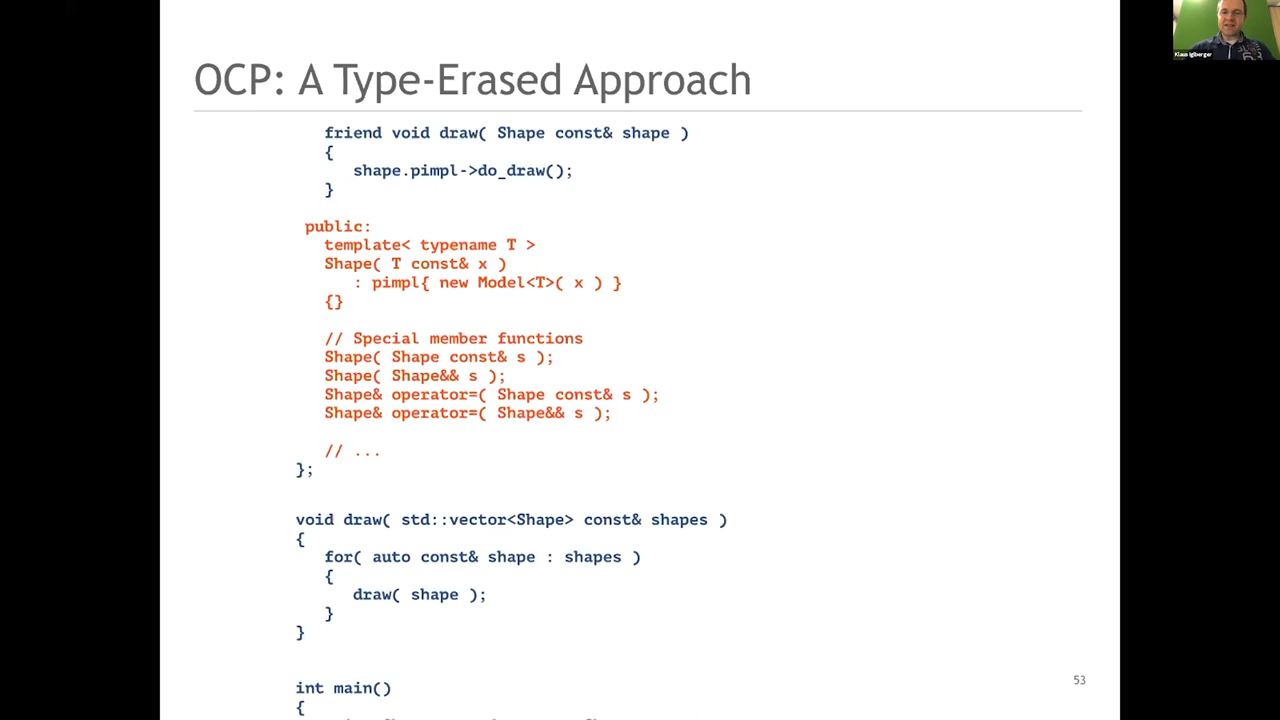 Klaus Iglberger
OCP: A Type-Erased Approach
friend void draw( Shape const& shape )
{
shape.pimpl->do_draw();
}
public:
template< typename T >
Shape( T const& x )
: pimpl{ new Model<T>( x ) }
{}
// Special member functions
Shape( Shape const& s );
Shape( Shape&& s );
Shape& operator=( Shape const& s );
Shape& operator=( Shape&& s );
// ...
};
void draw( std::vector<Shape> const& shapes )
{
for( auto const& shape : shapes )
{
draw( shape );
}
}
int main()
{
53